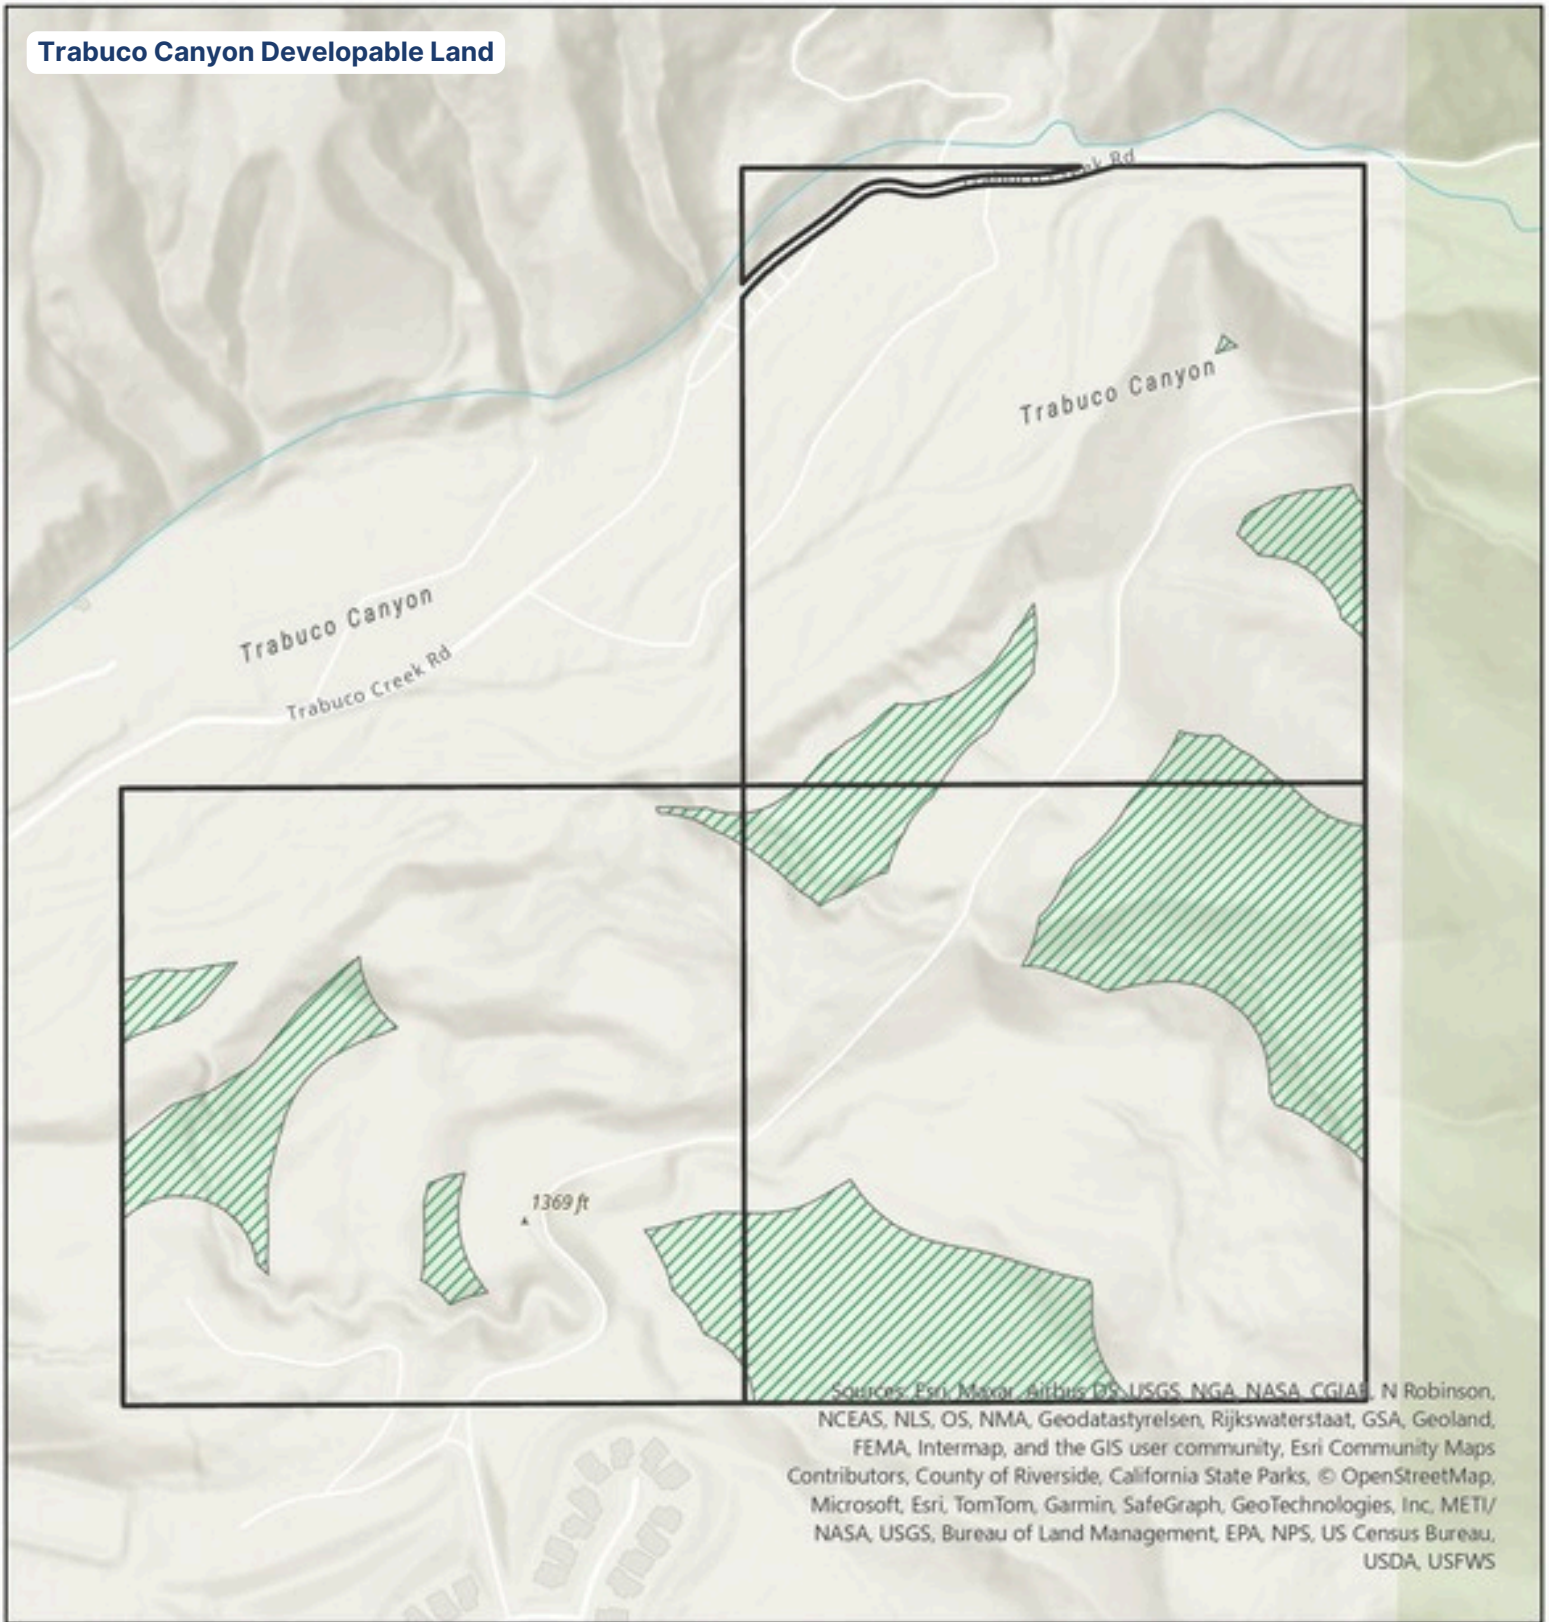 Trabuco Canyon Developable Land
Creek Rd
Trabuco Canyon
Trabuco Canyon
Trabuco Creek Rd
1369 ft
Sources: Esri, Maxar, Airbus DS, USGS, NGA, NASA, CGIAR, N Robinson,
NCEAS, NLS, OS, NMA, Geodatastyrelsen, Rijkswaterstaat, GSA, Geoland,
FEMA, Intermap, and the GIS user community, Esri Community Maps
Contributors, County of Riverside, California State Parks, © OpenStreetMap,
Microsoft, Esri, TomTom, Garmin, SafeGraph, GeoTechnologies, Inc, METI/
NASA, USGS, Bureau of Land Management, EPA, NPS, US Census Bureau,
USDA, USFWS